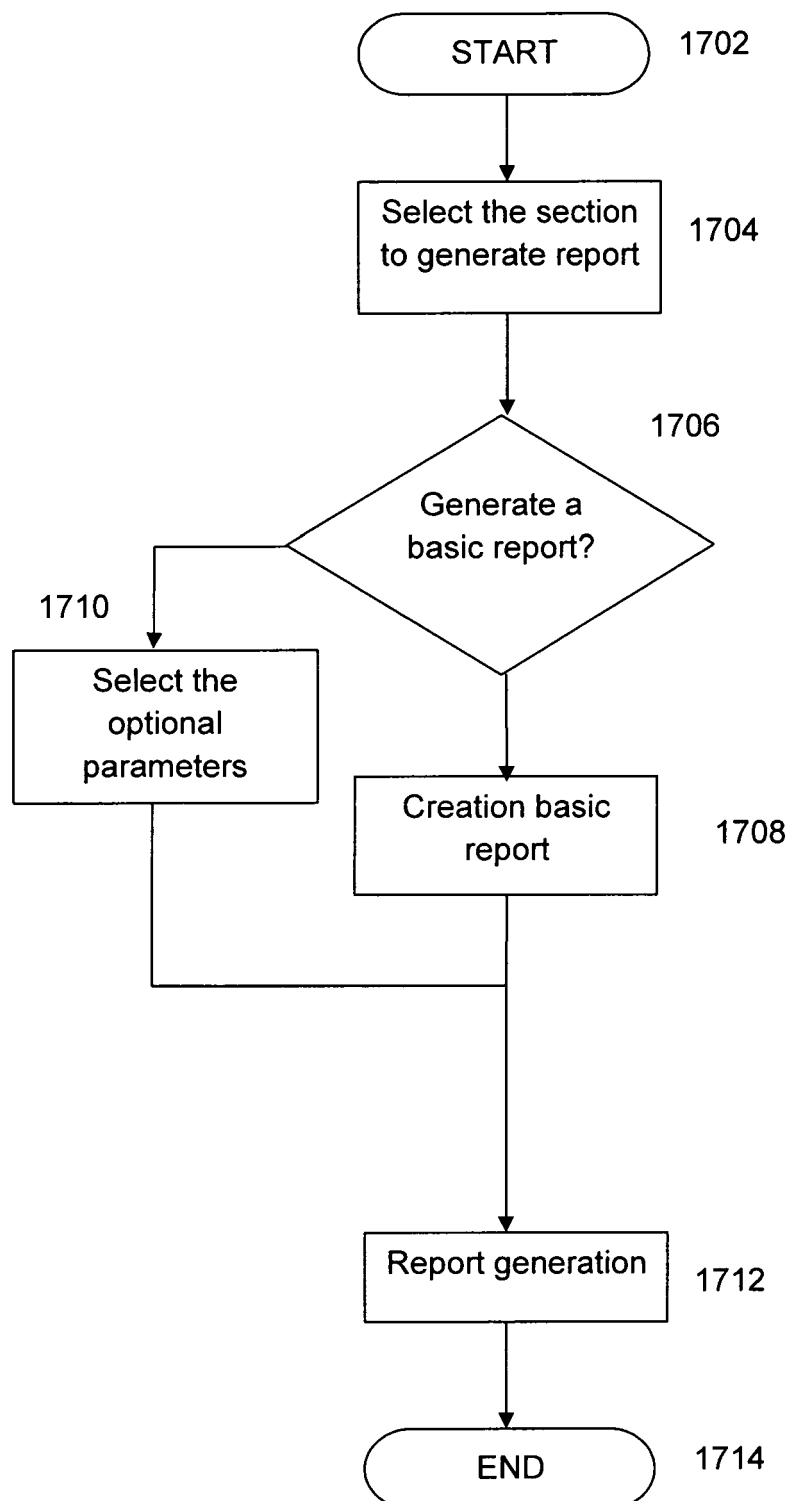 START
1702
Select the section
to generate report
1704
1706
Generate a
basic report?
1710
Select the
optional
parameters
Creation basic
report
1708
Report generation
1712
END
1714